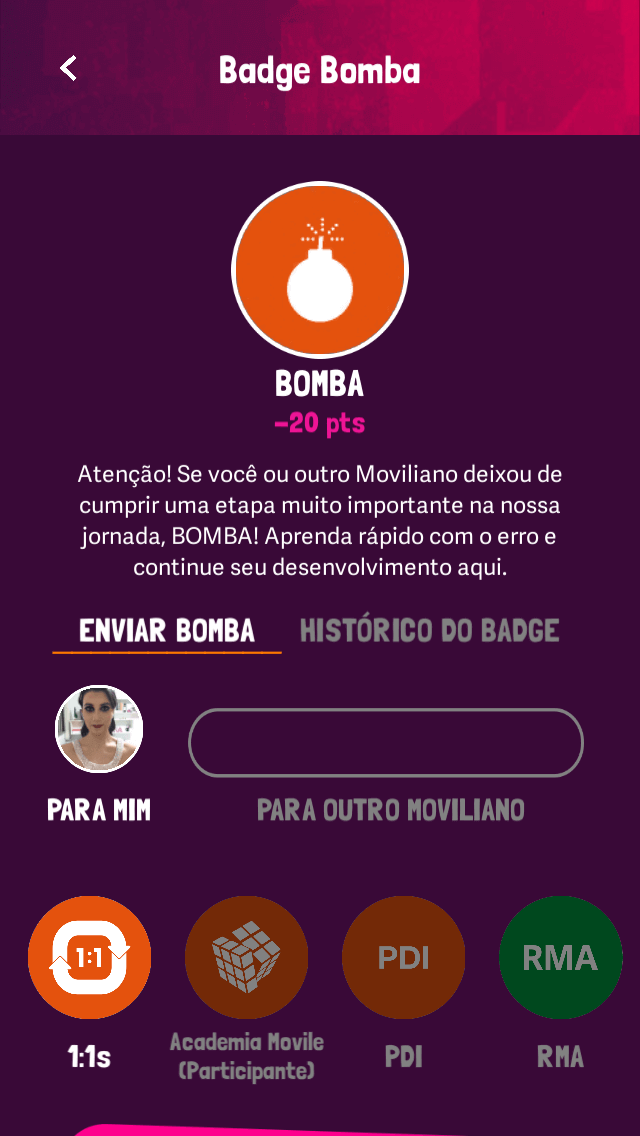 Badge Bomba
BOMBA
-20 pts
Atenção! Se você ou outro Moviliano deixou de
cumprir uma etapa muito importante na nossa
jornada, BOMBA! Aprenda rápido com o erro e
continue seu desenvolvimento aqui.
ENVIAR BOMBA HISTÓRICO DO BADGE
PARA MIM PARA OUTRO MOVILIANO
1:1 PDI RMA
1:1s Academia Movile PDI RMA
(Participante)